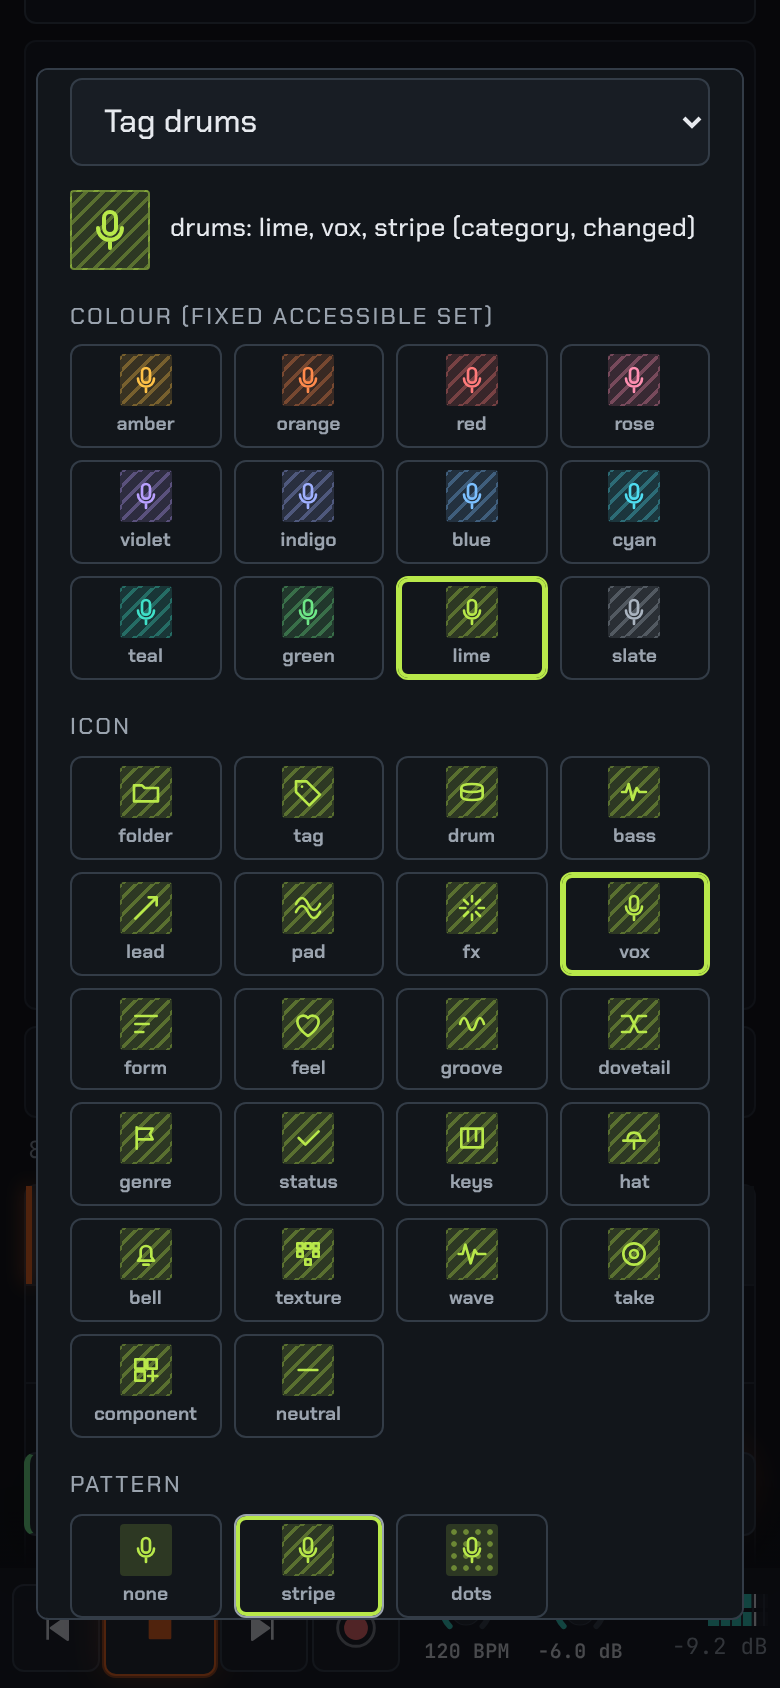 Tag drums
drums: lime, vox, stripe (category, changed)
COLOUR (FIXED ACCESSIBLE SET)
amber
orange
red
rose
violet
indigo
blue
cyan
teal
green
lime
slate
ICON
folder
tag
drum
bass
lead
pad
fx
vox
form
feel
groove
dovetail
genre
status
keys
hat
bell
texture
wave
take
component
neutral
PATTERN
none
stripe
dots
120 BPM
-6.0 dB
-9.2 dB